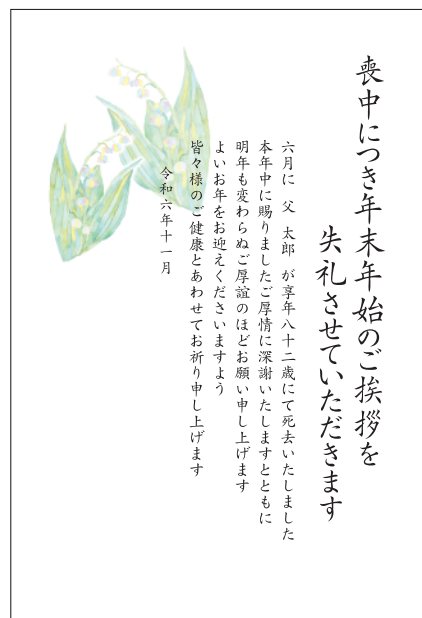 喪中につき年末年始のご挨拶を
失礼させていただきます
六月に 父 太郎 が享年八十二歳にて死去いたしました
本年中に賜りましたご厚情に深謝いたしますとともに
明年も変わらぬご厚誼のほどお願い申し上げます
よいお年をお迎えくださいますよう
皆々様のご健康とあわせてお祈り申し上げます
令和六年十一月